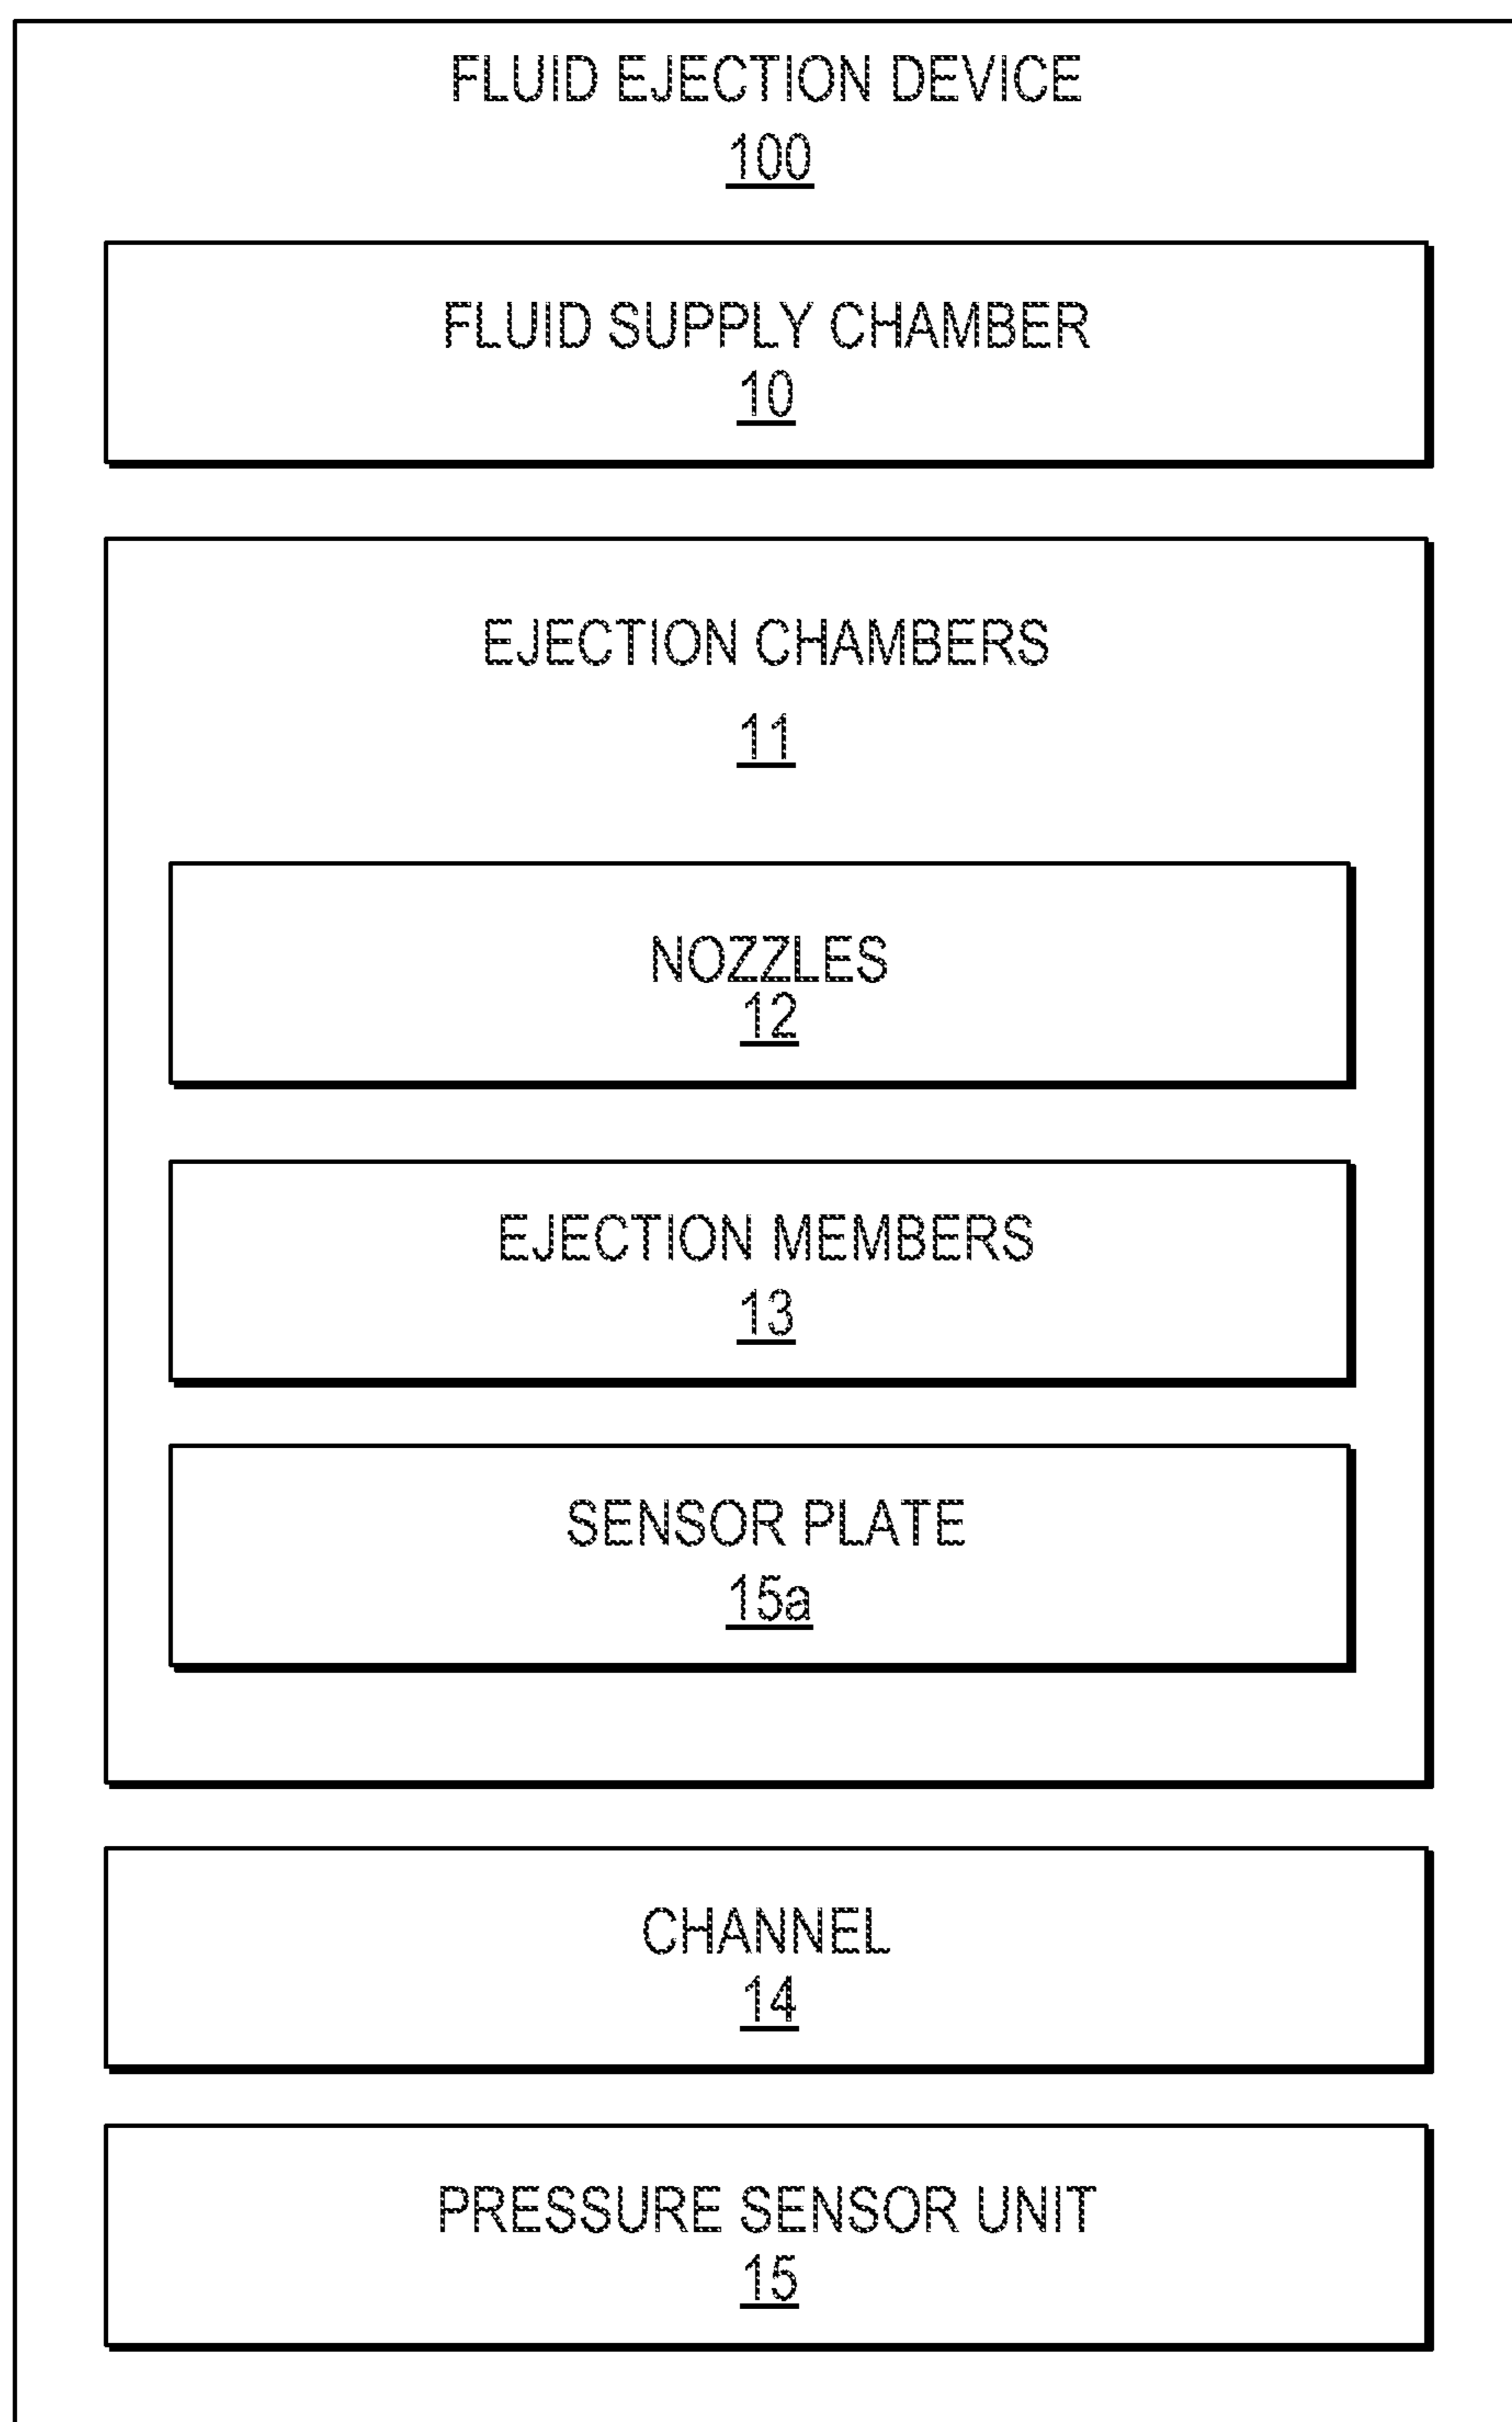 FLUID EJECTION DEVICE
100
FLUID SUPPLY CHAMBER
10
EJECTION CHAMBERS
11
NOZZLES
12
EJECTION MEMBERS
13
SENSOR PLATE
15a
CHANNEL
14
PRESSURE SENSOR UNIT
15